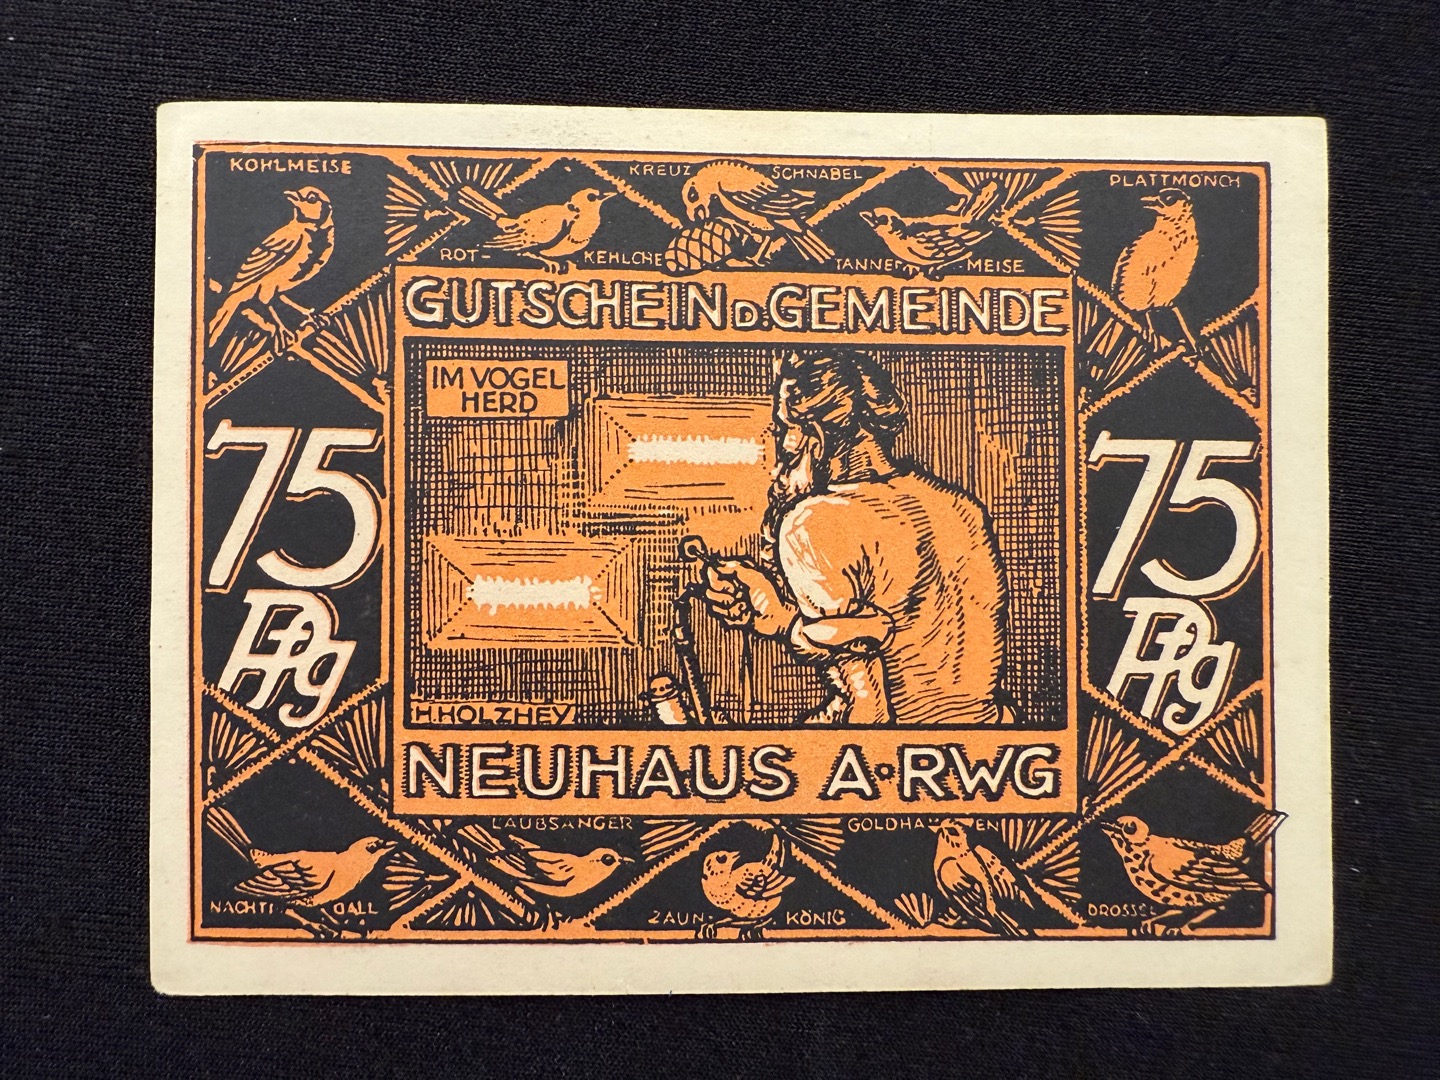 KOHLMEISE
KREUZ SCHNABEL
PLATTMÖNCH
ROT- KEHLCHE
TANNEN MEISE
GUTSCHEIN D. GEMEINDE
IM VOGEL
HERD
75
Pfg
75
Pfg
H. HOLZHEY
NEUHAUS A·RWG
LAUBSÄNGER
NACHTI GALL
ZAUN- KÖNIG
DROSSEL